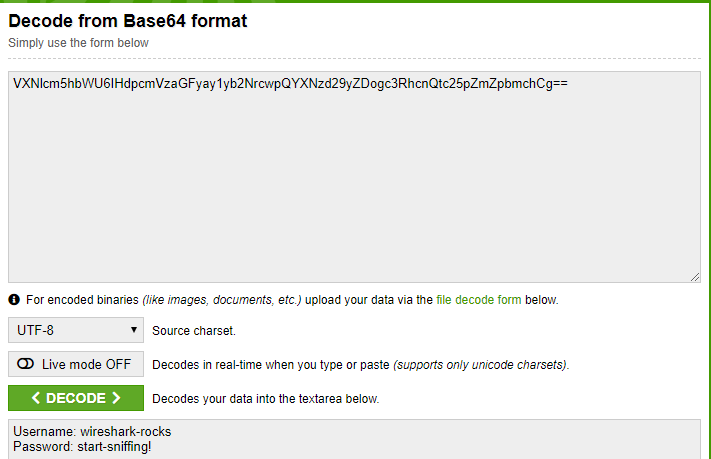 Decode from Base64 format
Simply use the form below
VXNlcm5hbWU6IHdpcmVzaGFyay1yb2NrcwpQYXNzd29yZDogc3RhcnQtc25pZmZpbmchCg==
For encoded binaries (like images, documents, etc.) upload your data via the file decode form below.
UTF-8 Source charset.
Live mode OFF Decodes in real-time when you type or paste (supports only unicode charsets).
DECODE Decodes your data into the textarea below.
Username: wireshark-rocks
Password: start-sniffing!